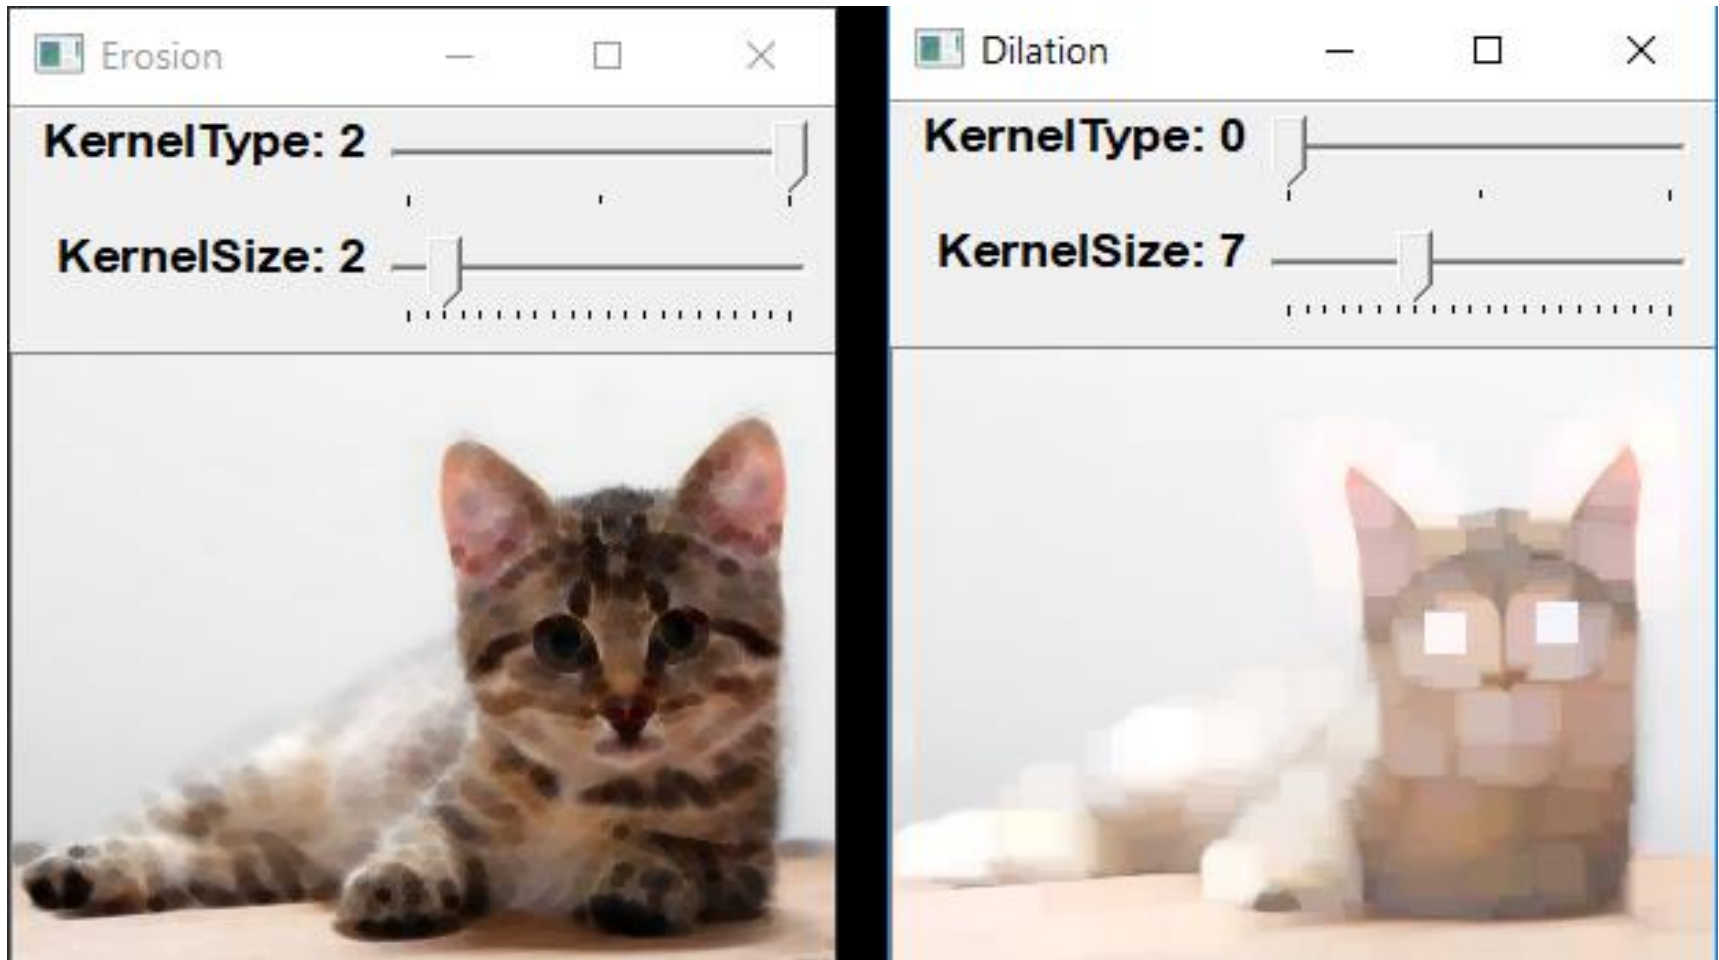 Erosion
KernelType: 2
KernelSize: 2
Dilation
KernelType: 0
KernelSize: 7